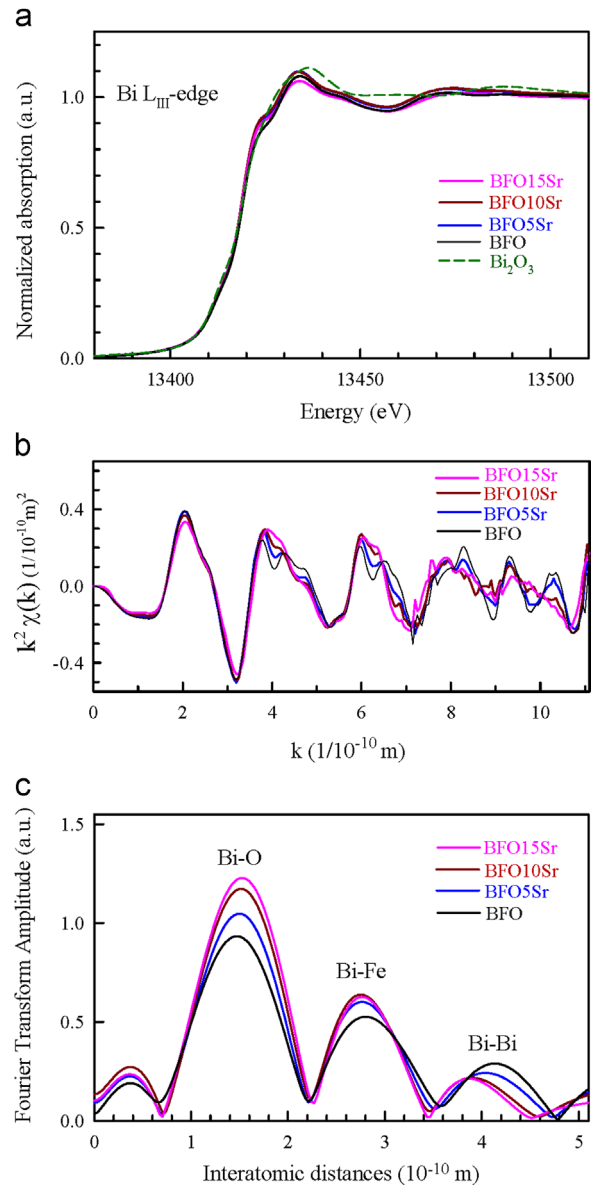 a
Bi L_III-edge
Normalized absorption (a.u.)
1.0
0.5
0.0
BFO15Sr
BFO10Sr
BFO5Sr
BFO
Bi₂O₃
13400
13450
13500
Energy (eV)
b
k² χ(k) (1/10⁻¹⁰m)²
0.4
0.0
-0.4
BFO15Sr
BFO10Sr
BFO5Sr
BFO
0
2
4
6
8
10
k (1/10⁻¹⁰ m)
c
Fourier Transform Amplitude (a.u.)
1.5
1.0
0.5
0.0
Bi-O
Bi-Fe
Bi-Bi
BFO15Sr
BFO10Sr
BFO5Sr
BFO
0
1
2
3
4
5
Interatomic distances (10⁻¹⁰ m)